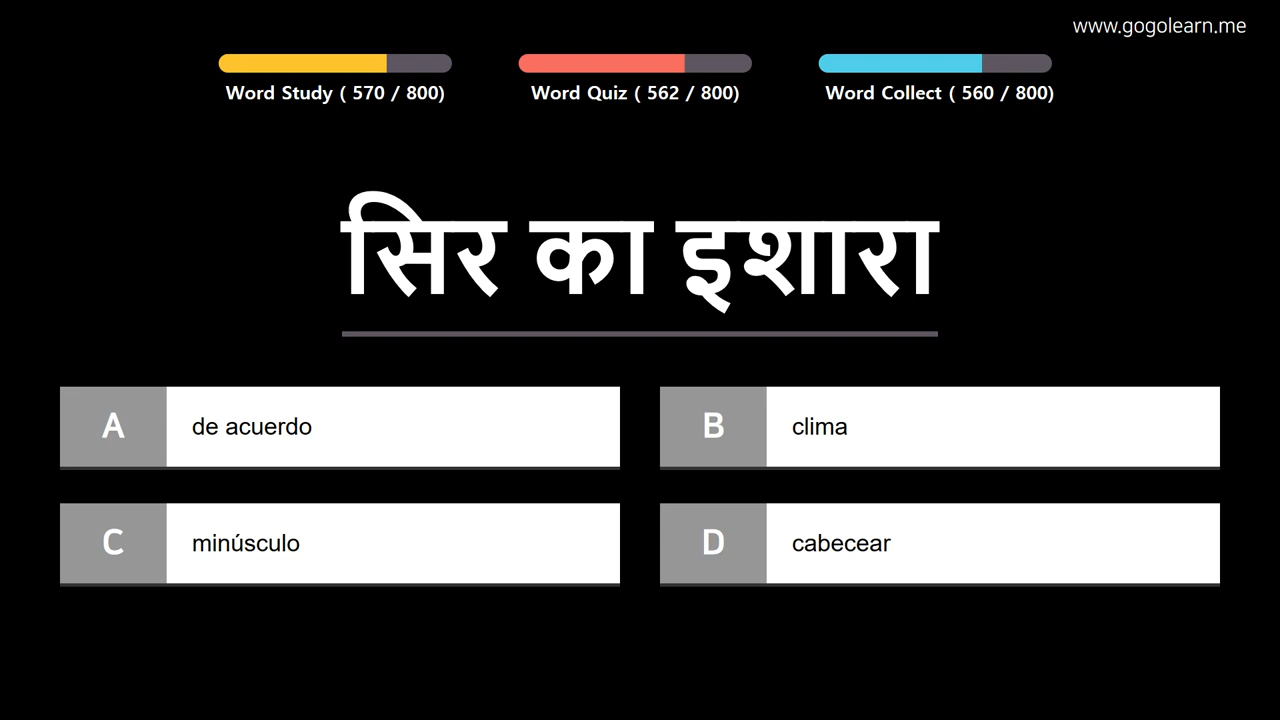 www.gogolearn.me
Word Study ( 570 / 800)
Word Quiz ( 562 / 800)
Word Collect ( 560 / 800)
सिर का इशारा
A de acuerdo
B clima
C minúsculo
D cabecear